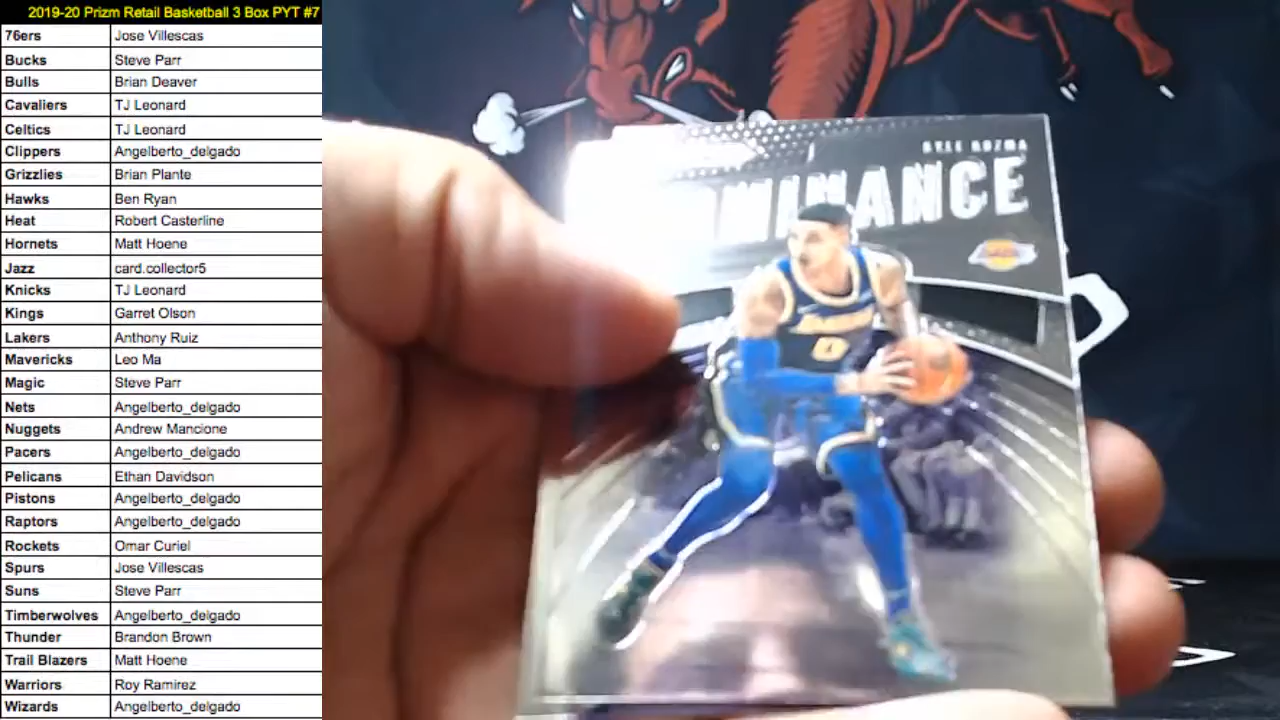 2019-20 Prizm Retail Basketball 3 Box PYT #7
76ers Jose Villescas
Bucks Steve Parr
Bulls Brian Deaver
Cavaliers TJ Leonard
Celtics TJ Leonard
Clippers Angelberto_delgado
Grizzlies Brian Plante
Hawks Ben Ryan
Heat Robert Casterline
Hornets Matt Hoene
Jazz card.collector5
Knicks TJ Leonard
Kings Garret Olson
Lakers Anthony Ruiz
Mavericks Leo Ma
Magic Steve Parr
Nets Angelberto_delgado
Nuggets Andrew Mancione
Pacers Angelberto_delgado
Pelicans Ethan Davidson
Pistons Angelberto_delgado
Raptors Angelberto_delgado
Rockets Omar Curiel
Spurs Jose Villescas
Suns Steve Parr
Timberwolves Angelberto_delgado
Thunder Brandon Brown
Trail Blazers Matt Hoene
Warriors Roy Ramirez
Wizards Angelberto_delgado
KYLE KUZMA
0